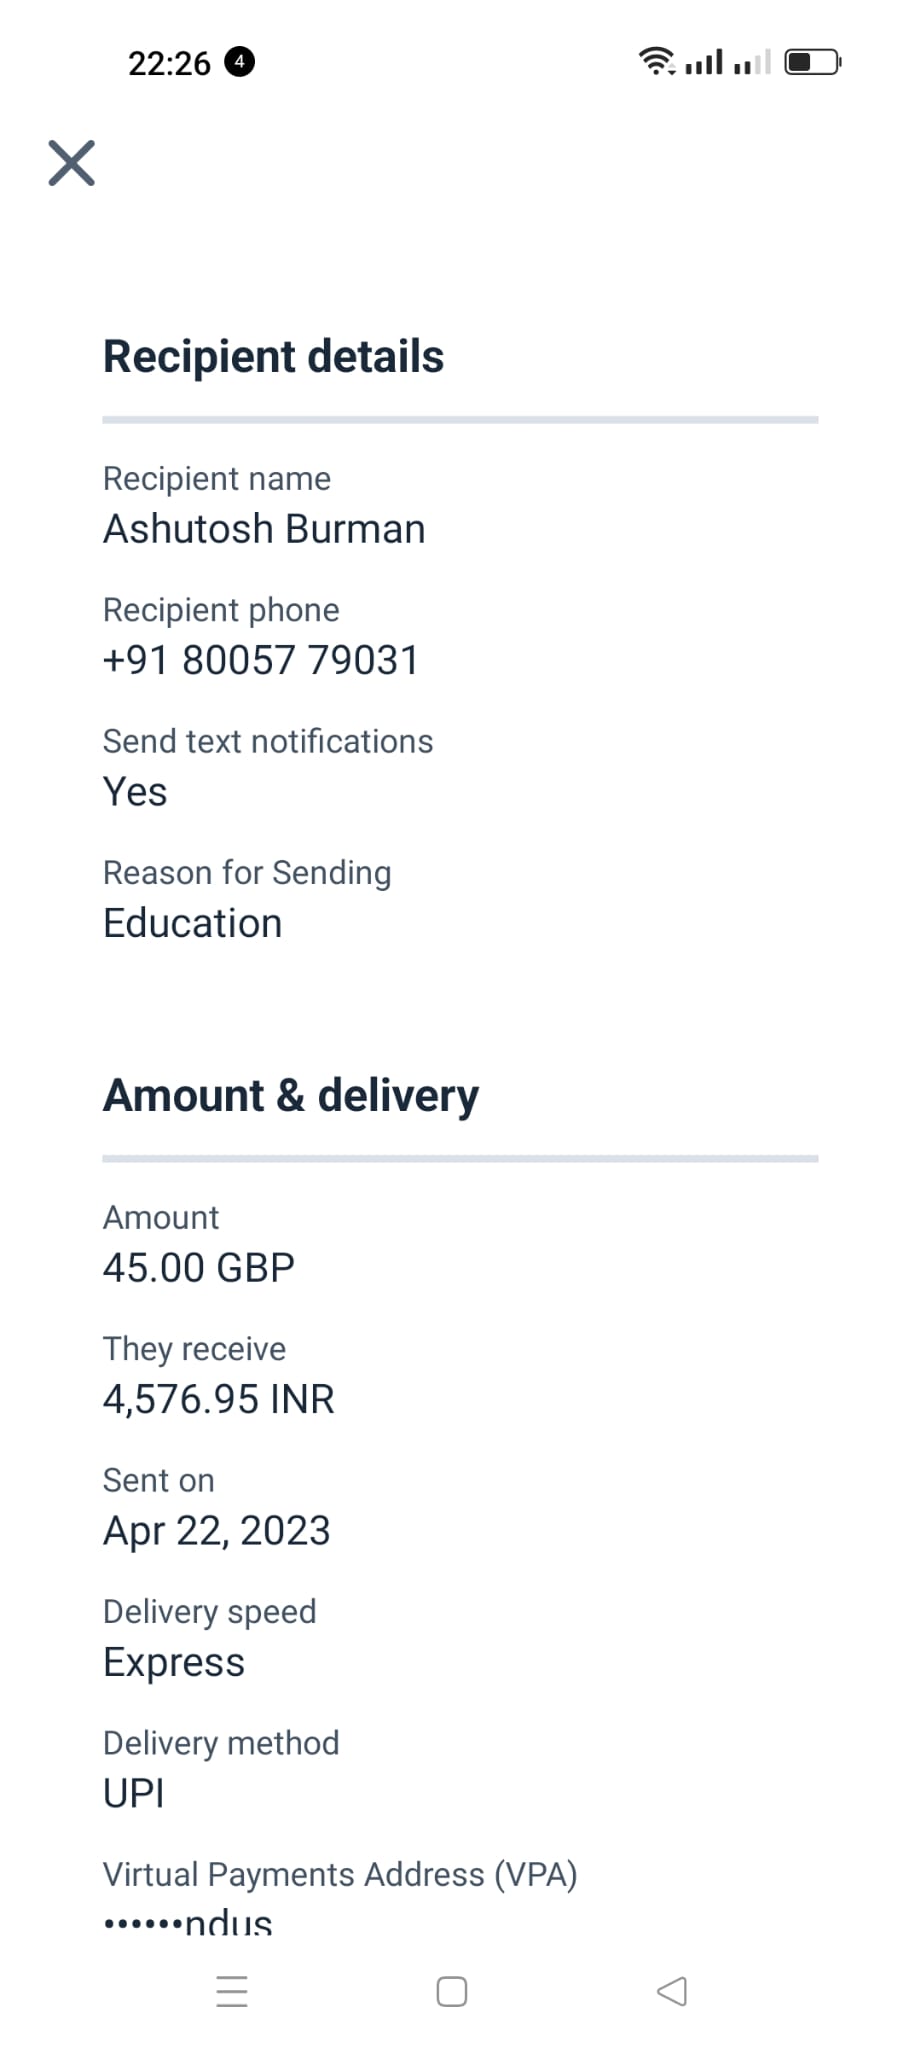 22:26 4
Recipient details
Recipient name
Ashutosh Burman
Recipient phone
+91 80057 79031
Send text notifications
Yes
Reason for Sending
Education
Amount & delivery
Amount
45.00 GBP
They receive
4,576.95 INR
Sent on
Apr 22, 2023
Delivery speed
Express
Delivery method
UPI
Virtual Payments Address (VPA)
••••••ndus